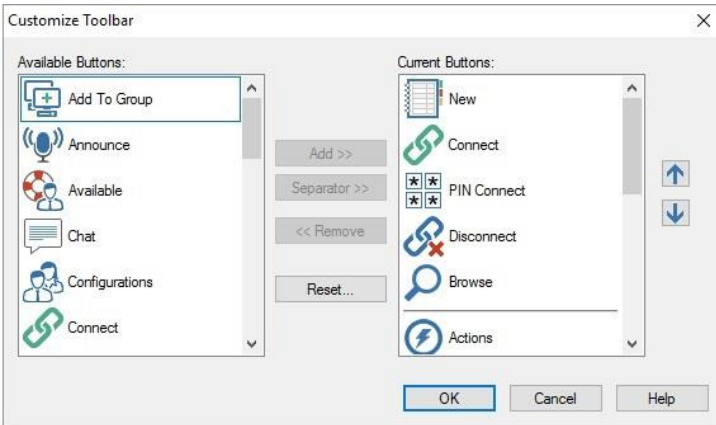 Customize Toolbar
Available Buttons:
Add To Group
Announce
Available
Chat
Configurations
Connect
Add >>
Separator >>
<< Remove
Reset...
Current Buttons:
New
Connect
PIN Connect
Disconnect
Browse
Actions
OK
Cancel
Help